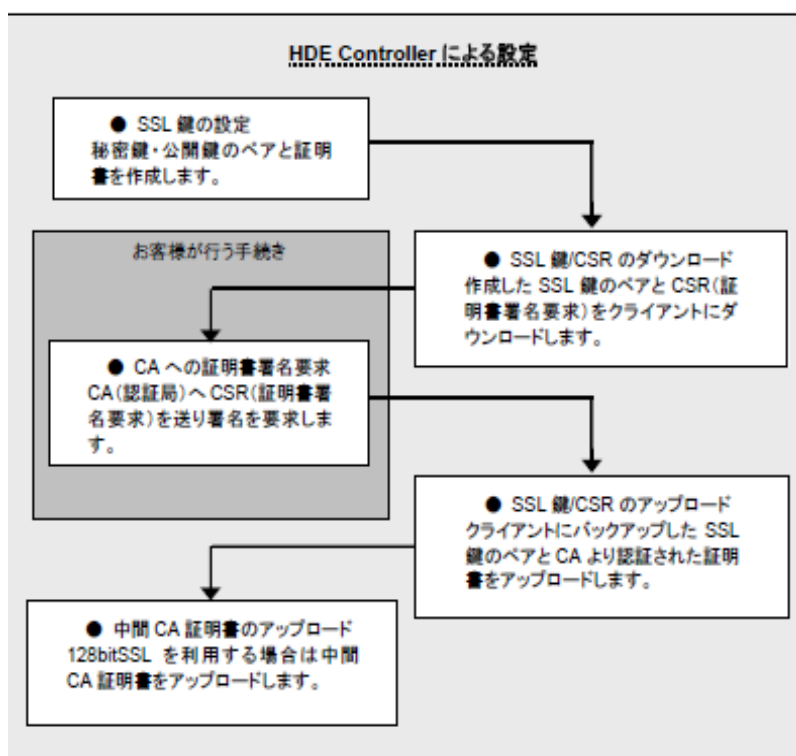 HDE Controller による設定
● SSL 鍵の設定
秘密鍵・公開鍵のペアと証明
書を作成します。
お客様が行う手続き
● SSL 鍵/CSR のダウンロード
作成した SSL 鍵のペアと CSR(証
明書署名要求)をクライアントにダ
ウンロードします。
● CA への証明書署名要求
CA(認証局)へ CSR(証明書署
名要求)を送り署名を要求しま
す。
● SSL 鍵/CSR のアップロード
クライアントにバックアップした SSL
鍵のペアと CA より認証された証明
書をアップロードします。
● 中間 CA 証明書のアップロード
128bitSSL を利用する場合は中間
CA 証明書をアップロードします。